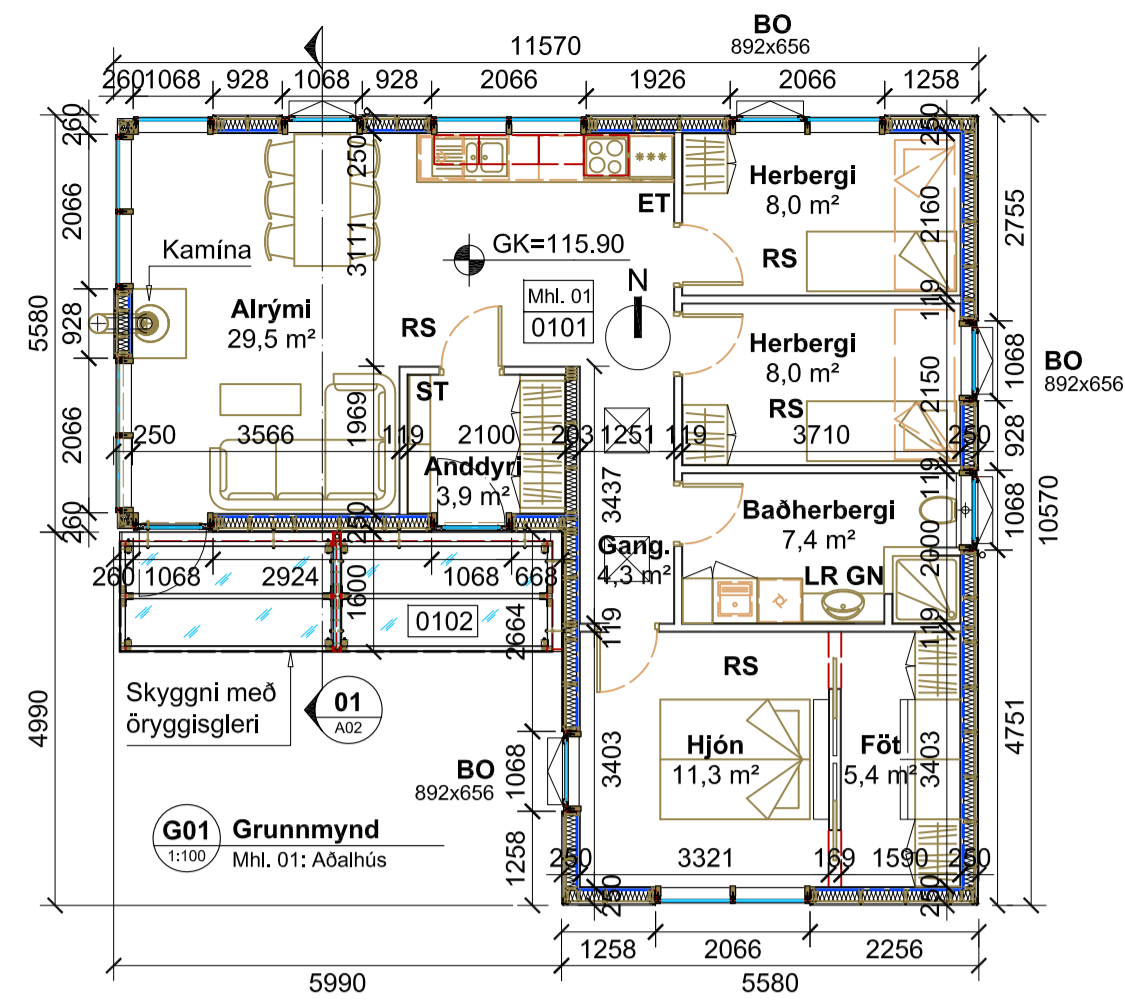 BO
892x656
11570
260 1068 928 1068 928 2066 1926 2066 1258
260
250
250
Herbergi
8,0 m²
2160
2755
ET
RS
2066
3111
Kamína
GK=115.90
N
Mhl. 01
0101
119
5580
928
Alrými
29,5 m²
RS
Herbergi
8,0 m²
2150
1068
BO
892x656
ST
RS
2066
1969
928
250 3566 119 2100 203 1251 119 3710 250
Anddyri
3,9 m²
3437
119
Baðherbergi
7,4 m²
1068
10570
260
250
Gang.
4,3 m²
2000
LR GN
260 1068 2924 1068 668
1600
0102
2664
119
119
Skyggni með
öryggisgleri
01
A02
RS
4990
Hjón
11,3 m²
Föt
5,4 m²
3403
3403
4751
BO
892x656
1068
G01
1:100
Grunnmynd
Mhl. 01: Aðalhús
1258
250 3321 169 1590 250
250
250
1258 2066 2256
5990 5580